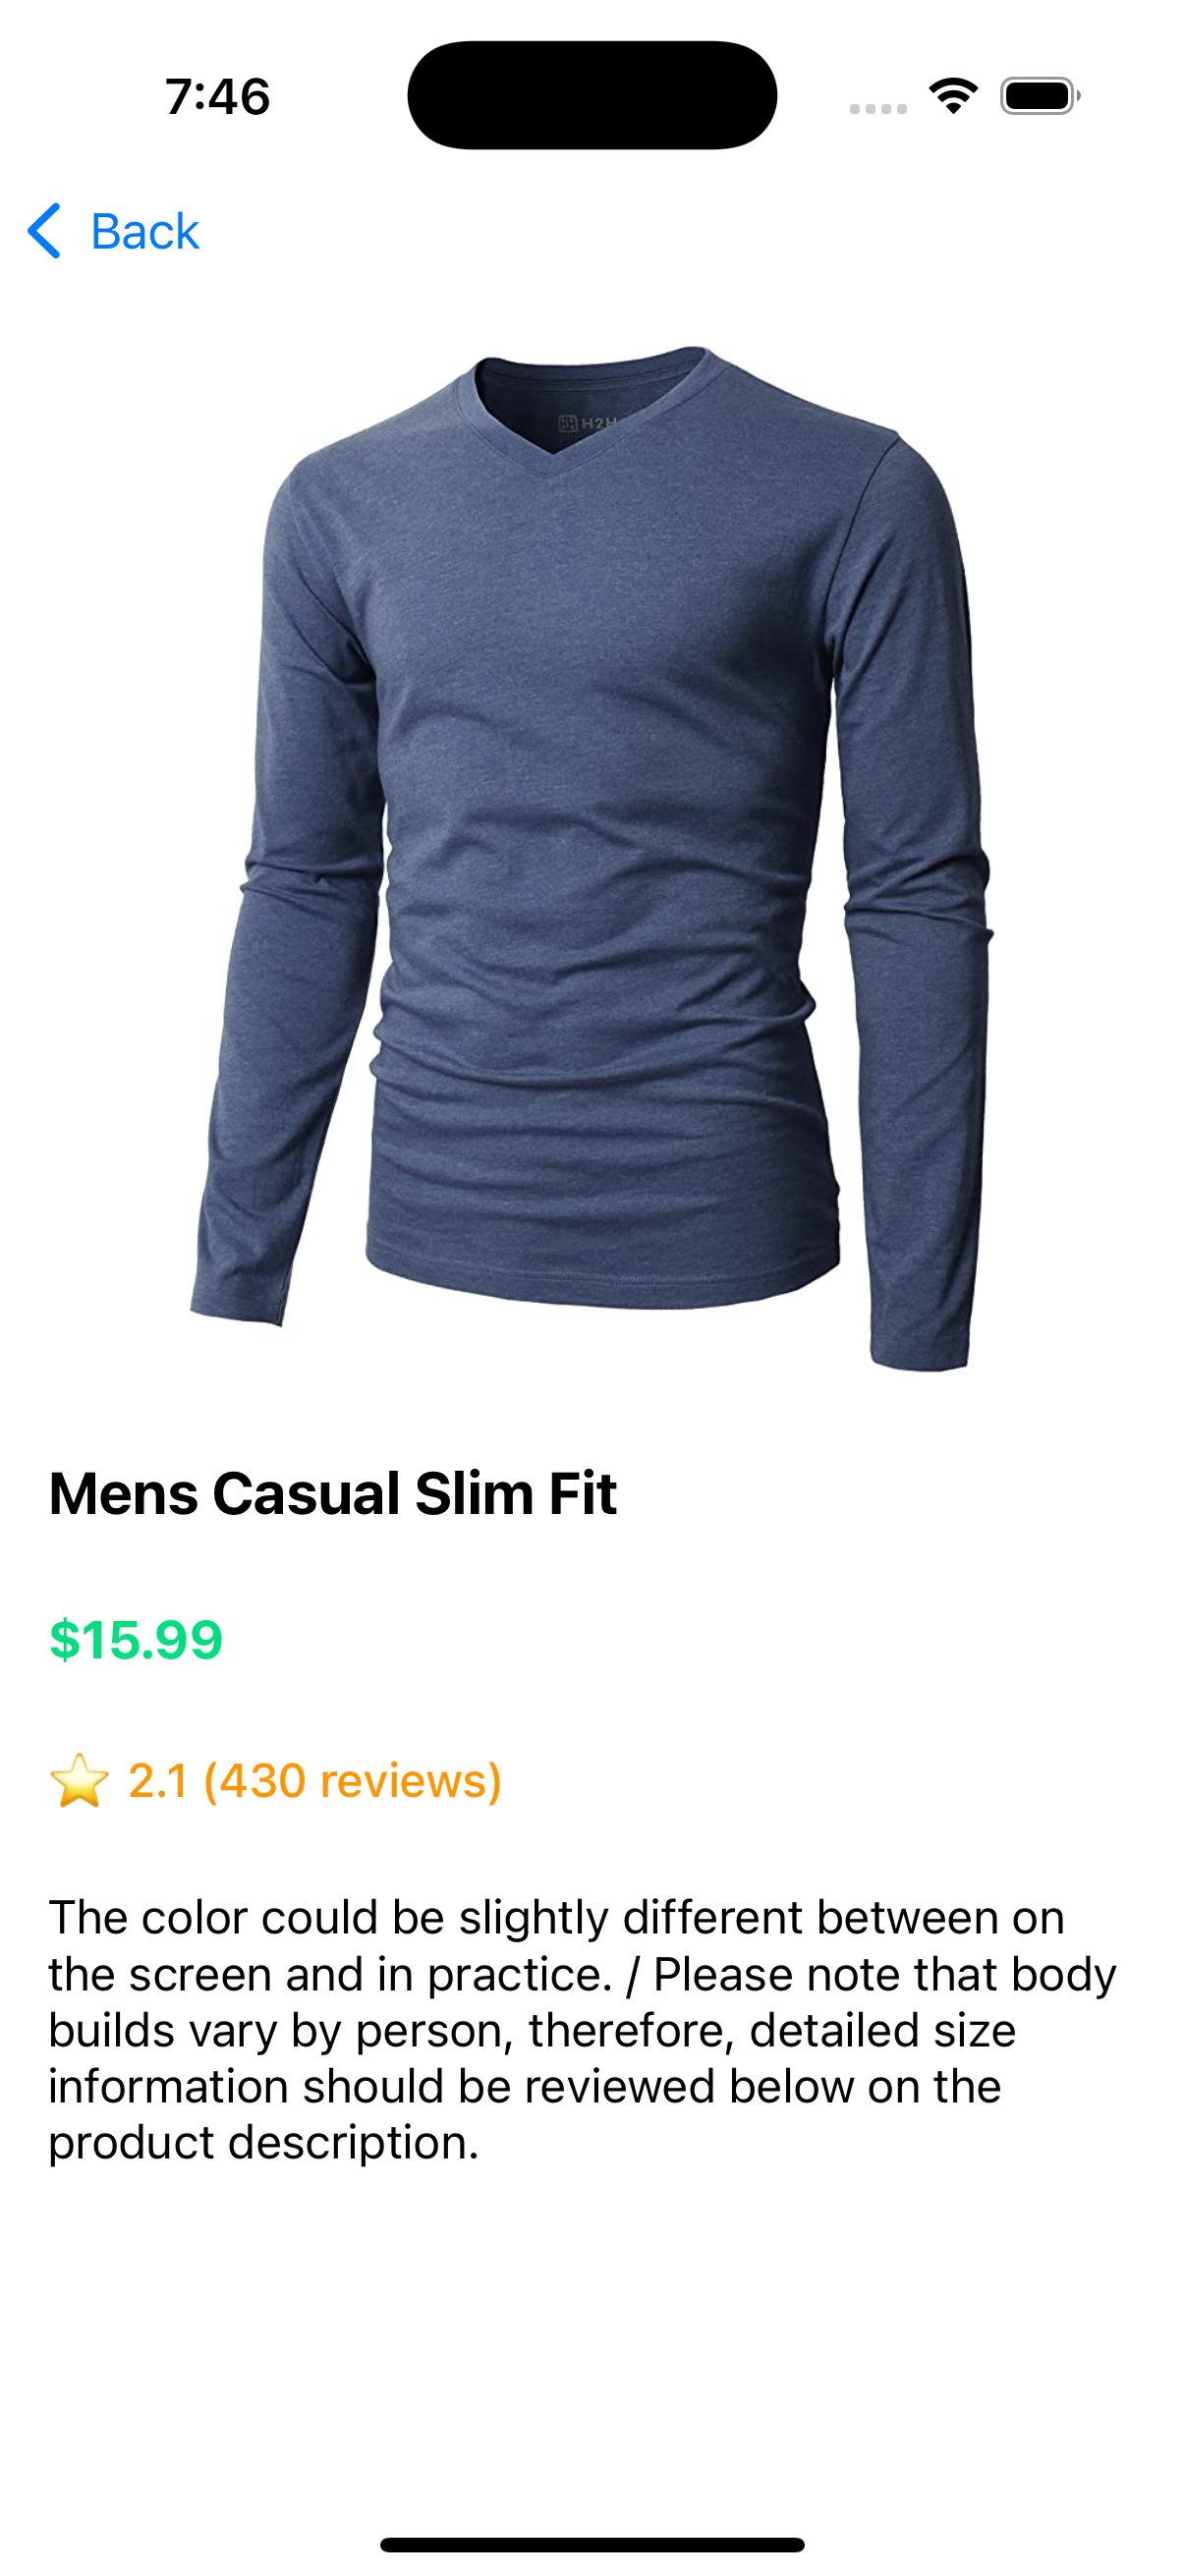 7:46
Back
H2H
Mens Casual Slim Fit
$15.99
2.1 (430 reviews)
The color could be slightly different between on
the screen and in practice. / Please note that body
builds vary by person, therefore, detailed size
information should be reviewed below on the
product description.